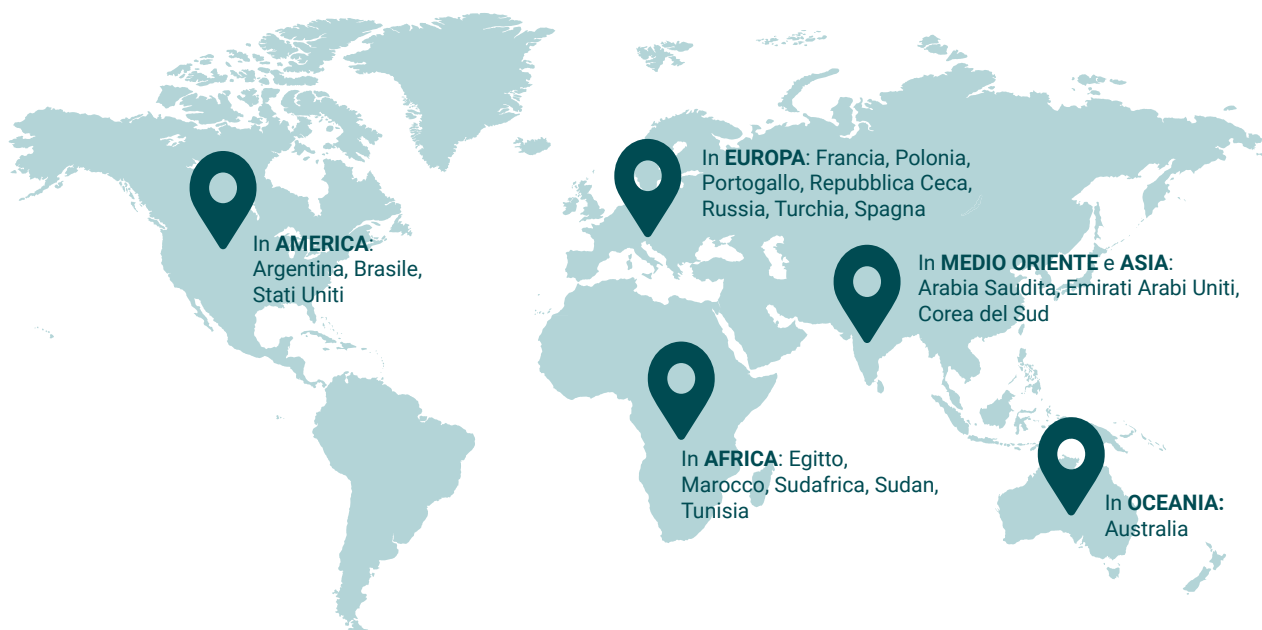 In EUROPA: Francia, Polonia,
Portogallo, Repubblica Ceca,
Russia, Turchia, Spagna
In AMERICA:
Argentina, Brasile,
Stati Uniti
In MEDIO ORIENTE e ASIA:
Arabia Saudita, Emirati Arabi Uniti,
Corea del Sud
In AFRICA: Egitto,
Marocco, Sudafrica, Sudan,
Tunisia
In OCEANIA:
Australia